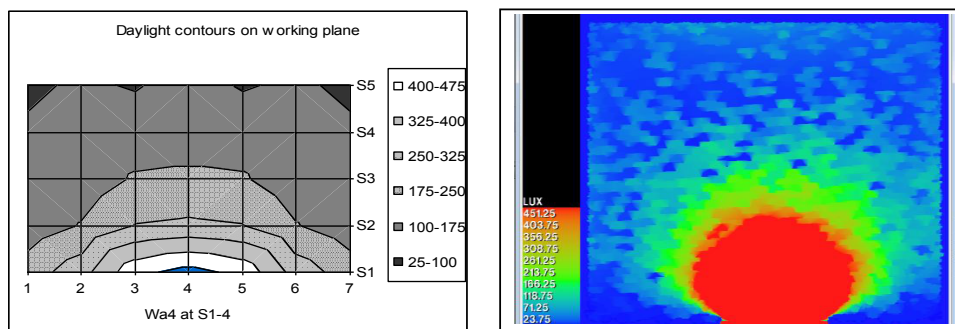 Daylight contours on working plane
S5
S4
S3
S2
S1
1 2 3 4 5 6 7
Wa4 at S1-4
400-475
325-400
250-325
175-250
100-175
25-100
LUX
451.25
403.75
356.25
308.75
261.25
213.75
166.25
118.75
71.25
23.75